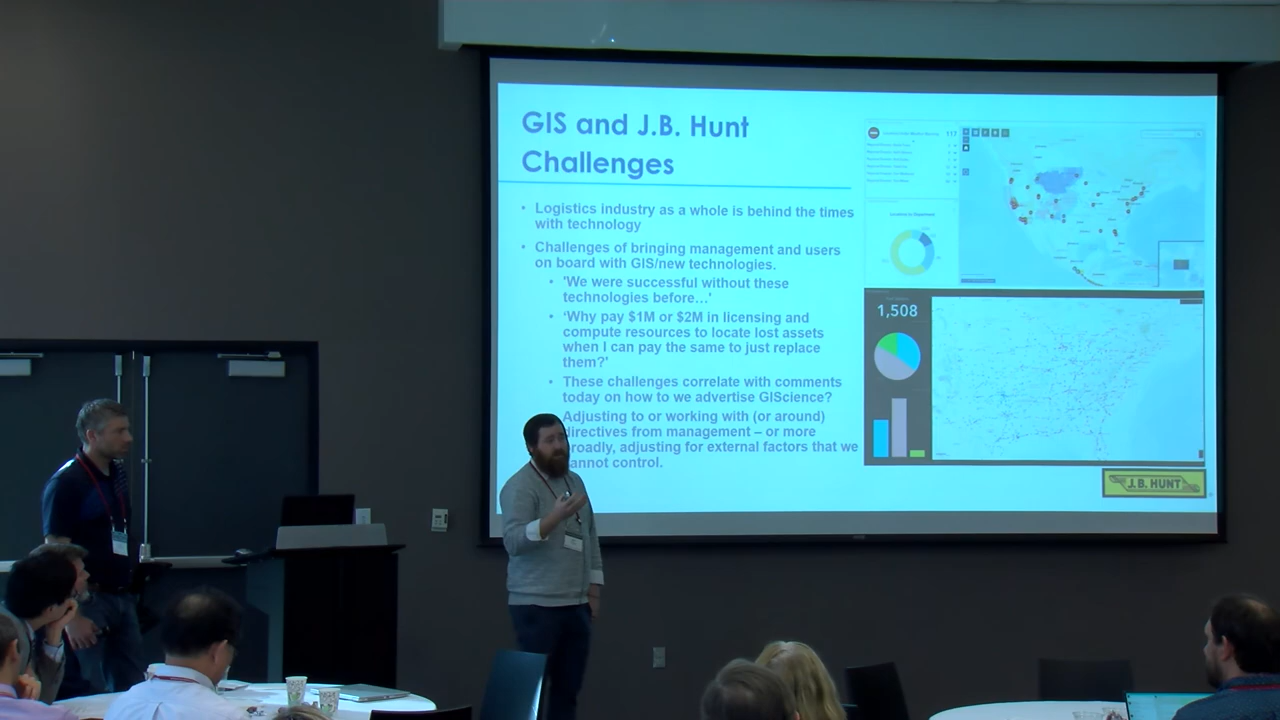 GIS and J.B. Hunt
Challenges
• Logistics industry as a whole is behind the times
with technology
• Challenges of bringing management and users
on board with GIS/new technologies.
• 'We were successful without these
technologies before…'
• 'Why pay $1M or $2M in licensing and
compute resources to locate lost assets
when I can pay the same to just replace
them?'
• These challenges correlate with comments
today on how to we advertise GIScience?
Adjusting to or working with (or around)
directives from management – or more
roadly, adjusting for external factors that we
annot control.
117
1,508
J.B. HUNT